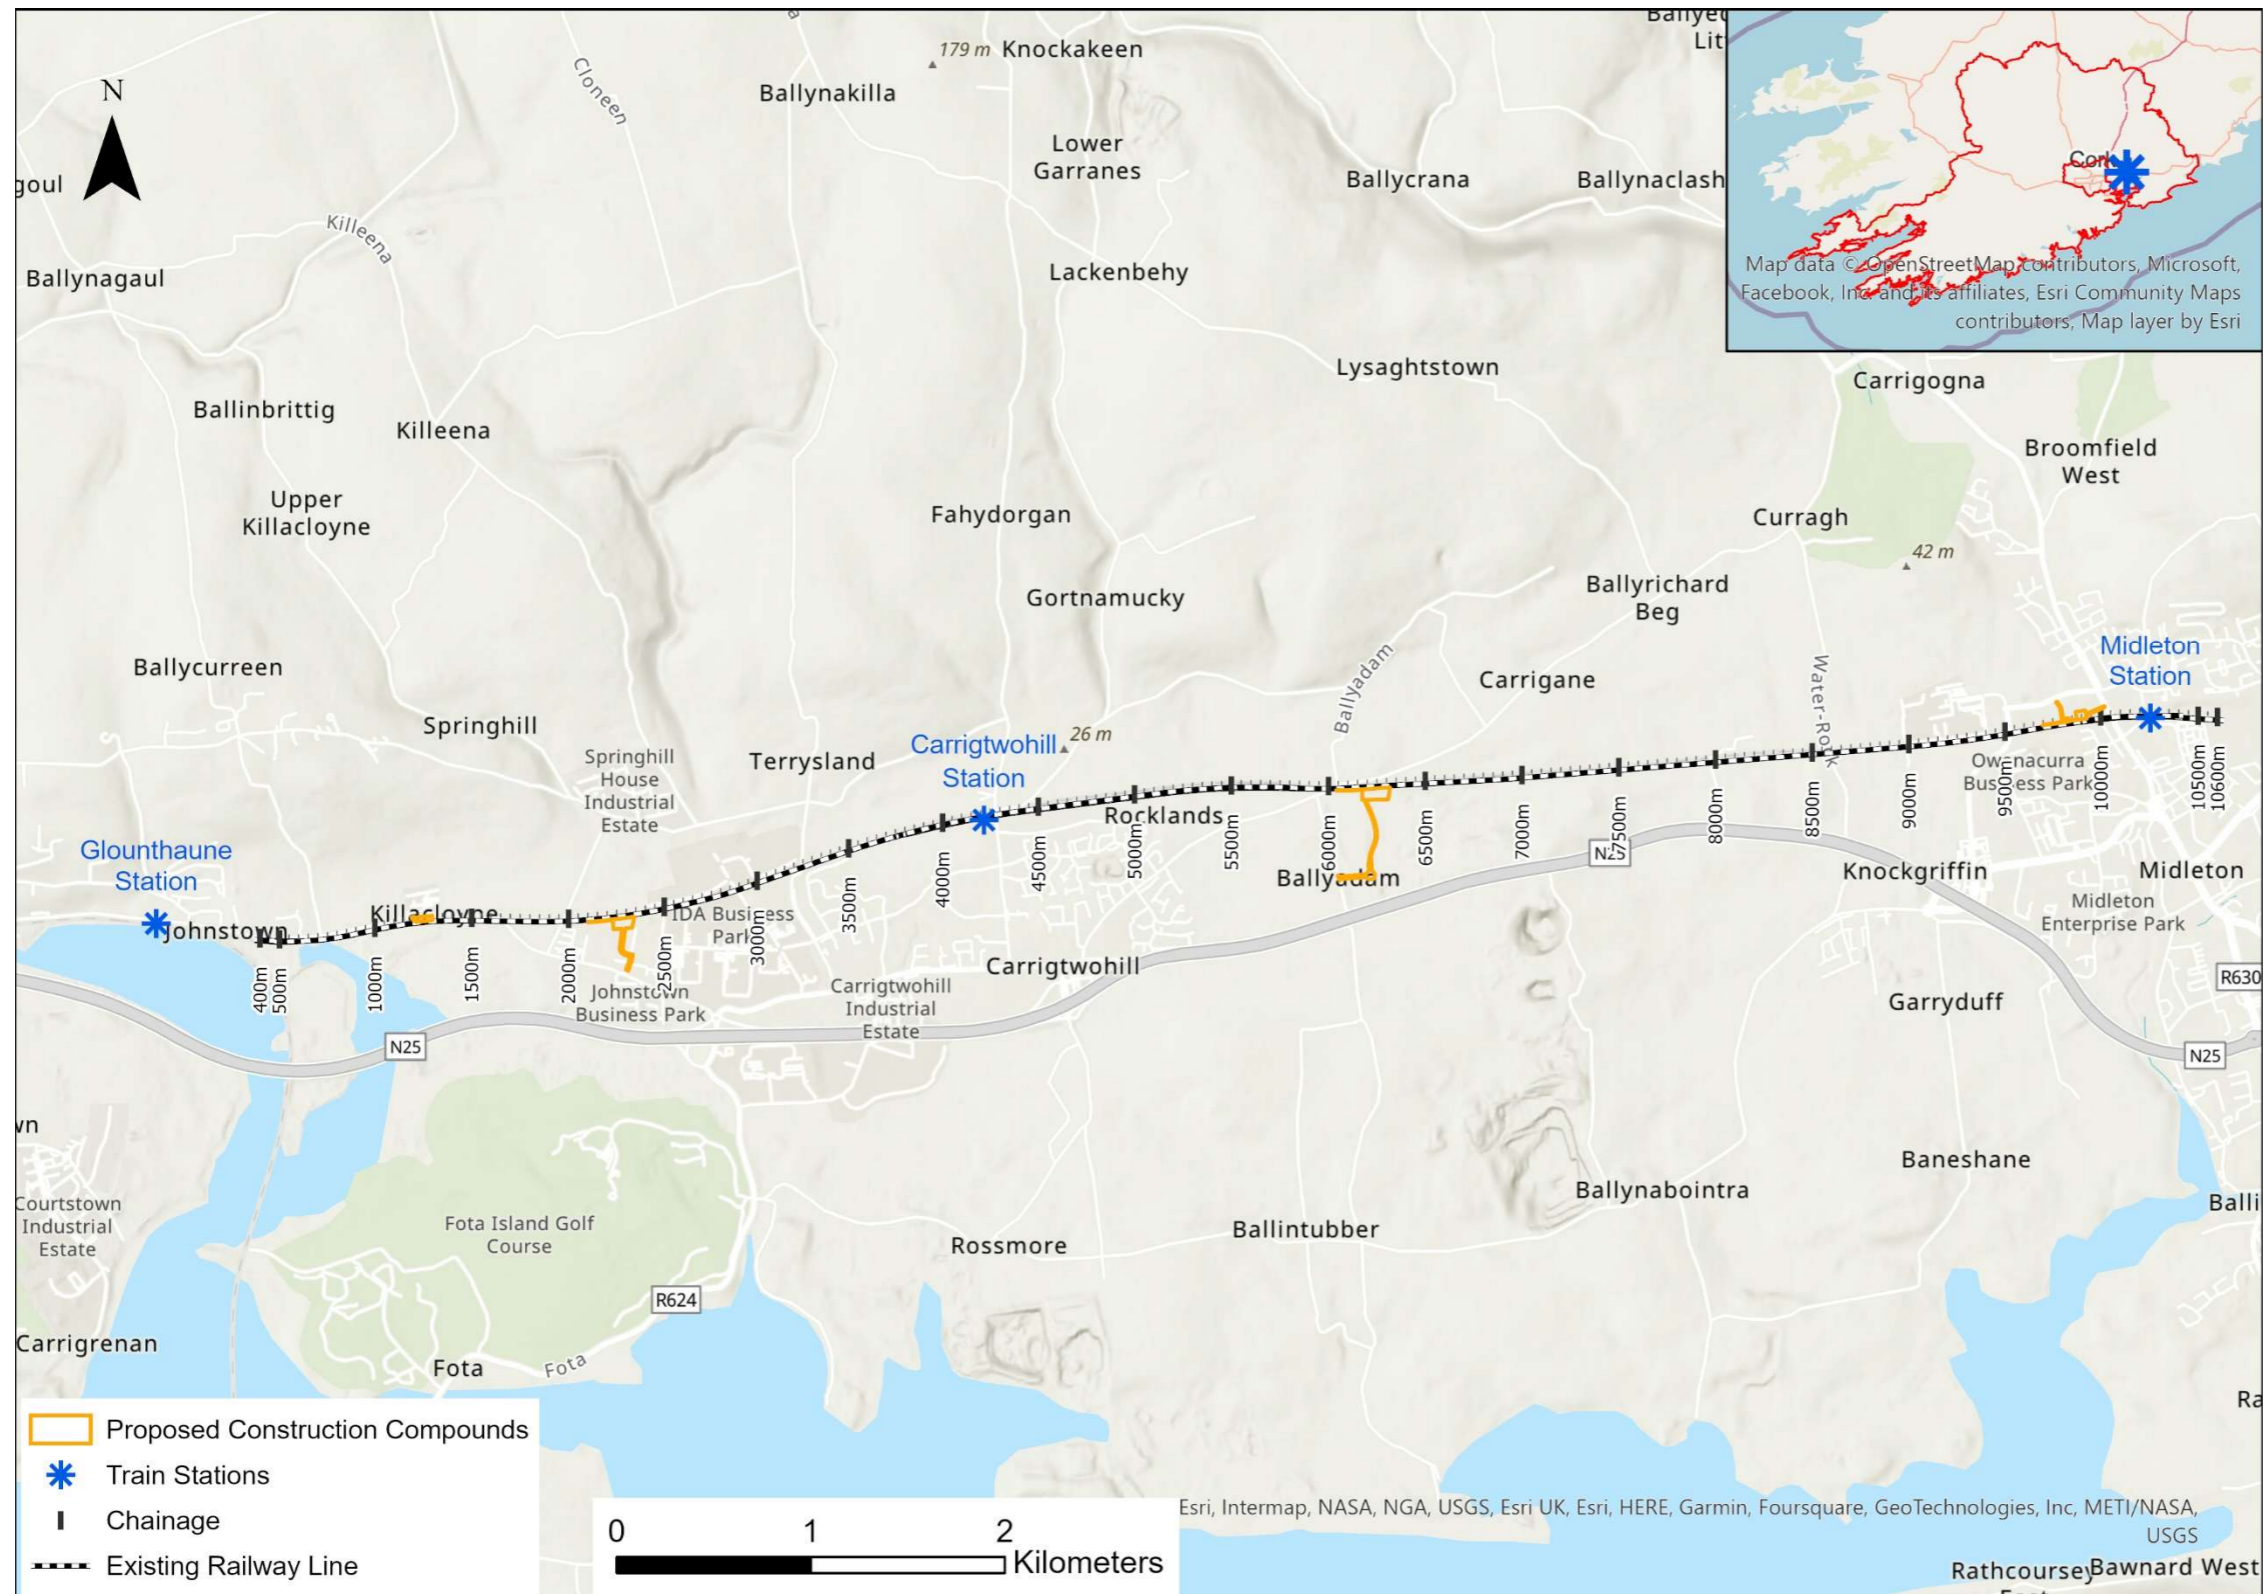 Ballye
Lit
179 m
Knockakeen
Cloneen
Ballynakilla
N
Lower
Garranes
goul
Ballycrana
Ballynaclash
Cork
Killeena
Ballynagaul
Lackenbehy
Map data © OpenStreetMap contributors, Microsoft,
Facebook, Inc. and its affiliates, Esri Community Maps
contributors, Map layer by Esri
Lysaghtstown
Carrigogna
Ballinbrittig
Killeena
Broomfield
West
Upper
Killacloyne
Fahydorgan
Curragh
42 m
Gortnamucky
Ballyrichard
Beg
Ballycurreen
Ballyadam
Carrigane
Water-Rock
Midleton
Station
Springhill
Springhill
House
Industrial
Estate
Terrysland
Carrigtwohill
Station
26 m
Owenacurra
Business Park
Rocklands
Glounthaune
Station
Johnstown
Killacloyne
IDA Business
Park
Ballyadam
N25
Knockgriffin
Midleton
Midleton
Enterprise Park
400m
500m
1000m
1500m
2000m
2500m
3000m
3500m
4000m
4500m
5000m
5500m
6000m
6500m
7000m
7500m
8000m
8500m
9000m
9500m
10000m
10500m
10600m
Johnstown
Business Park
Carrigtwohill
Industrial
Estate
Carrigtwohill
R630
Garryduff
N25
N25
wn
Baneshane
Ballynabointra
Balli
Courtstown
Industrial
Estate
Fota Island Golf
Course
Rossmore
Ballintubber
R624
Carrigrenan
Fota
Fota
Ra
Proposed Construction Compounds
Train Stations
Chainage
Existing Railway Line
0 1 2
Kilometers
Esri, Intermap, NASA, NGA, USGS, Esri UK, Esri, HERE, Garmin, Foursquare, GeoTechnologies, Inc, METI/NASA,
USGS
Rathcoursey
Bawnard West